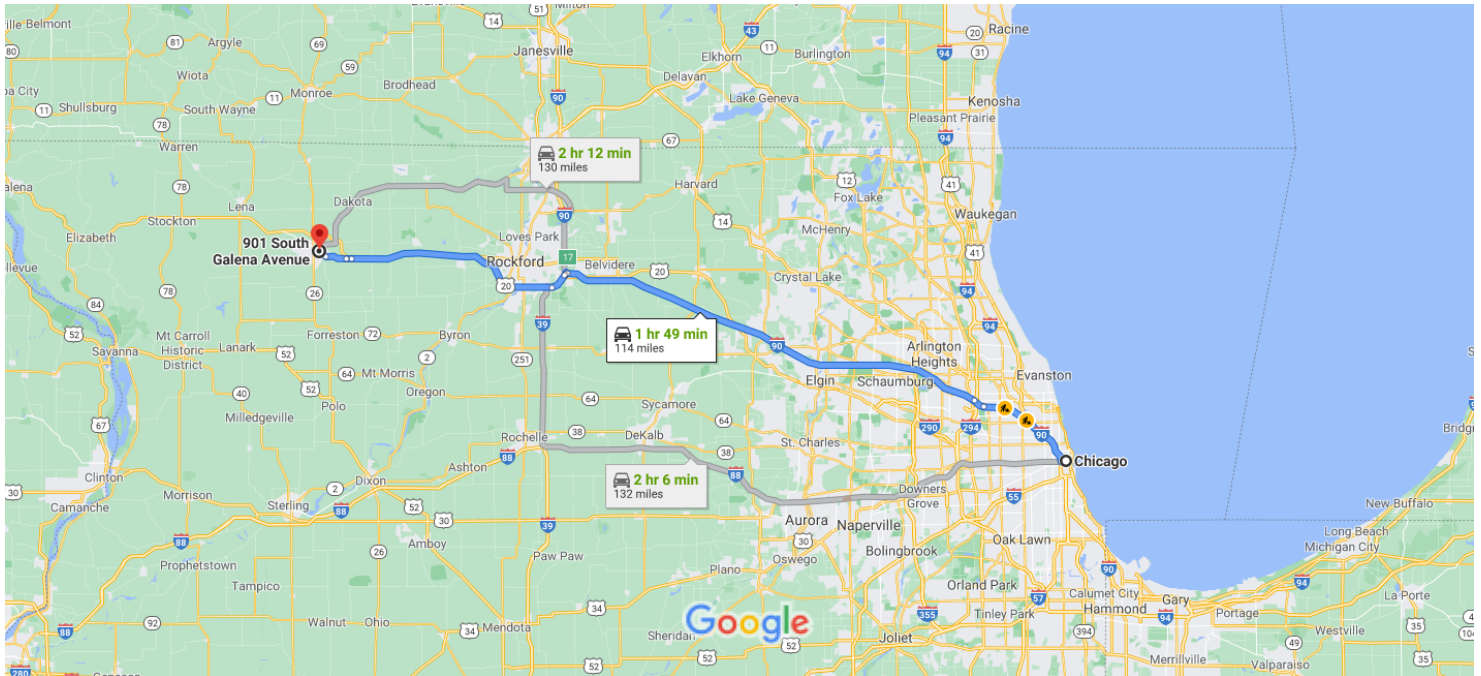 ville Belmont
Argyle
Wiota
Shullsburg
South Wayne
Monroe
Brodhead
Milton
Janesville
Elkhorn
Delavan
Lake Geneva
Burlington
Racine
Kenosha
Pleasant Prairie
Warren
2 hr 12 min
130 miles
Harvard
Fox Lake
Waukegan
McHenry
Dakota
Lena
Stockton
Elizabeth
901 South
Galena Avenue
Loves Park
Rockford
Belvidere
Crystal Lake
17
Bellevue
Savanna
Mt Carroll
Historic
District
Lanark
Forreston
Byron
Mt Morris
Oregon
Polo
Milledgeville
1 hr 49 min
114 miles
Arlington
Heights
Elgin
Schaumburg
Evanston
Sycamore
DeKalb
Rochelle
St. Charles
Chicago
2 hr 6 min
132 miles
Clinton
Camanche
Morrison
Sterling
Dixon
Ashton
Downers
Grove
Aurora
Naperville
Oswego
Bolingbrook
Oak Lawn
Amboy
Paw Paw
Plano
Prophetstown
Tampico
Walnut
Ohio
Mendota
Sheridan
Google
Joliet
Orland Park
Tinley Park
Calumet City
Hammond
Gary
Portage
Merrillville
Valparaiso
Westville
La Porte
Michigan City
Long Beach
New Buffalo